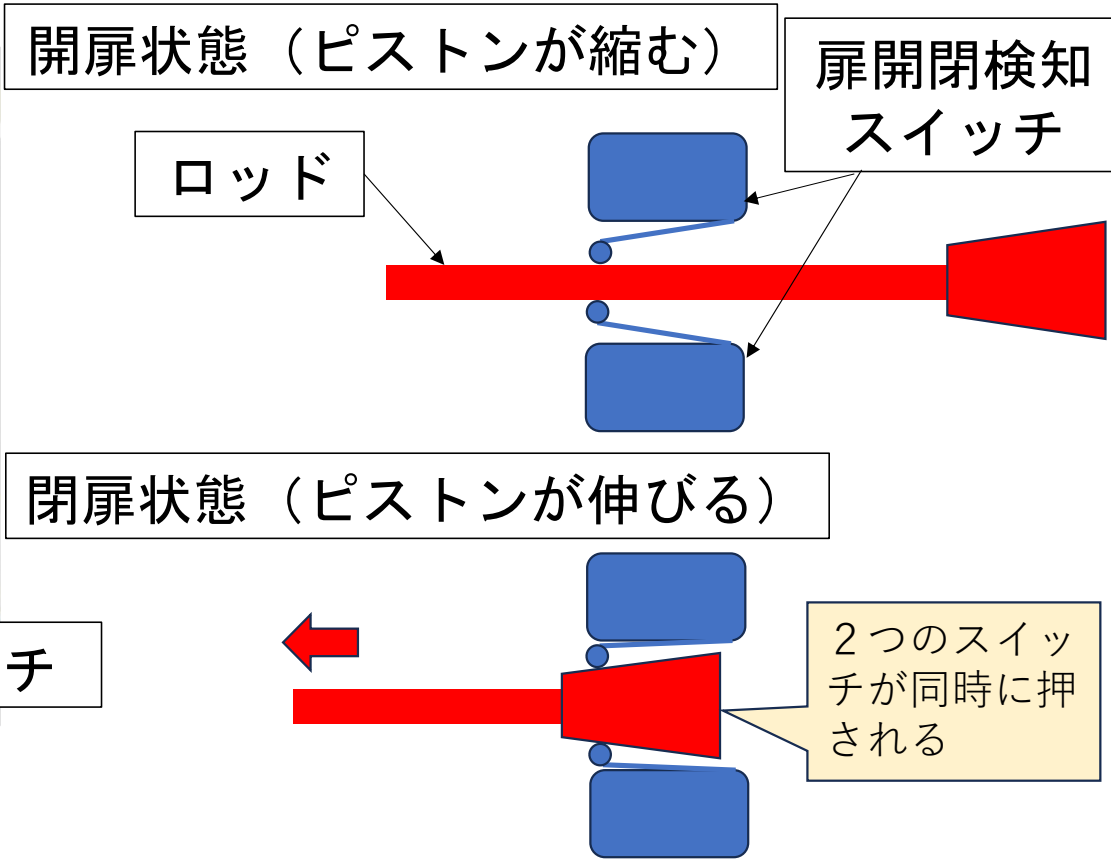 開扉状態（ピストンが縮む）
扉開閉検知
スイッチ
ロッド
閉扉状態（ピストンが伸びる）
チ
２つのスイッ
チが同時に押
される